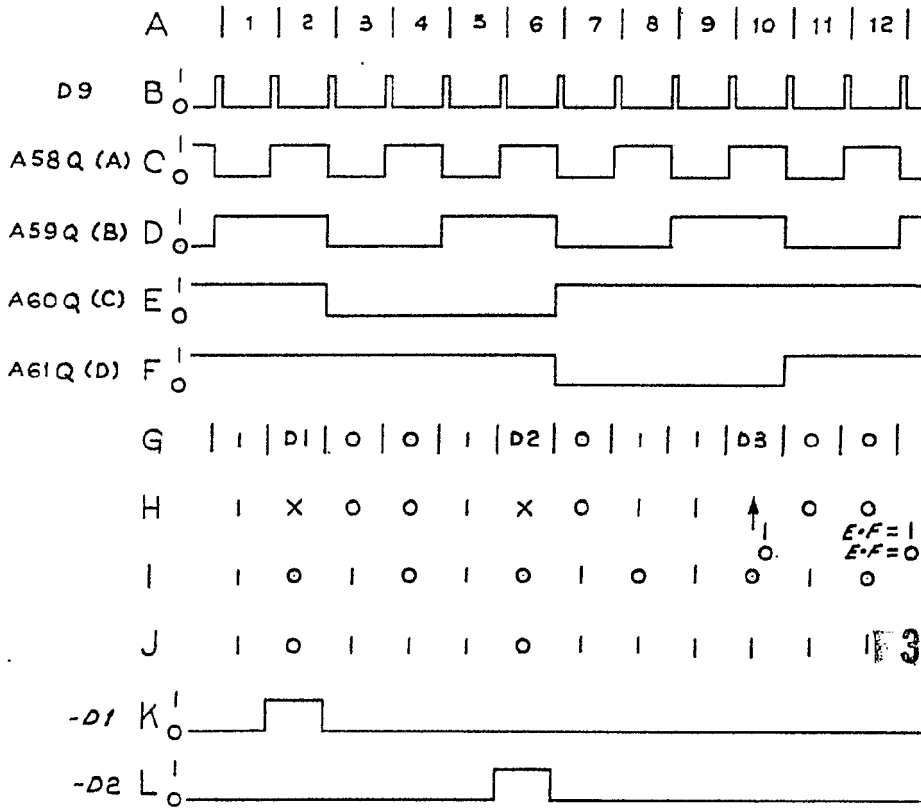 A | 1 | 2 | 3 | 4 | 5 | 6 | 7 | 8 | 9 | 10 | 11 | 12 |
D9 B 1 0
A58Q (A) C 1 0
A59Q (B) D 1 0
A60Q (C) E 1 0
A61Q (D) F 1 0
G | 1 | D1 | 0 | 0 | 1 | D2 | 0 | 1 | 1 | D3 | 0 | 0 |
H 1 X 0 0 1 X 0 1 1 ↑ 0 0
1 E·F=1
0 E·F=0
I 1 0 1 0 1 0 1 0 1 0 1 0
J 1 0 1 1 1 0 1 1 1 1 1 1
-D1 K 1 0
-D2 L 1 0